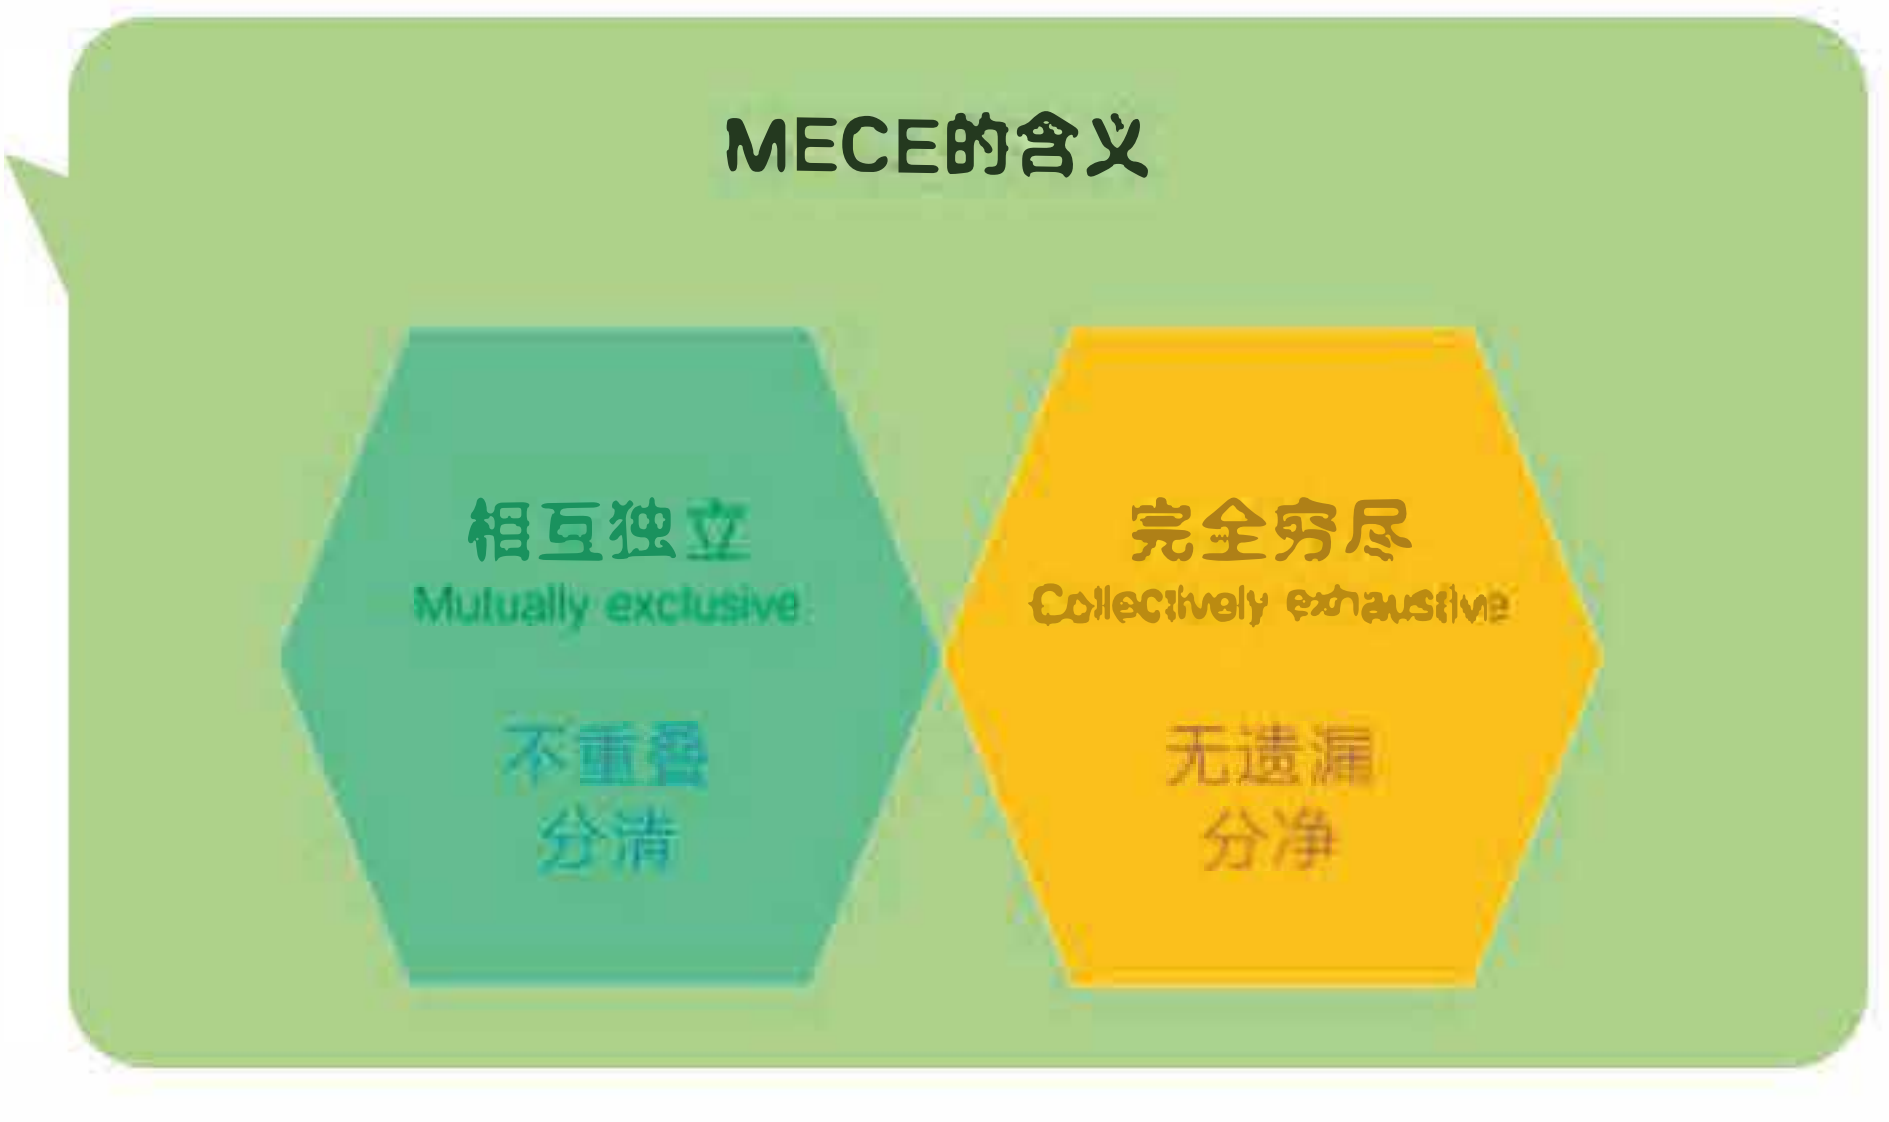 MECE的含义
相互独立
Mutually exclusive
不重叠
分清
完全穷尽
Collectively exhaustive
无遗漏
分净